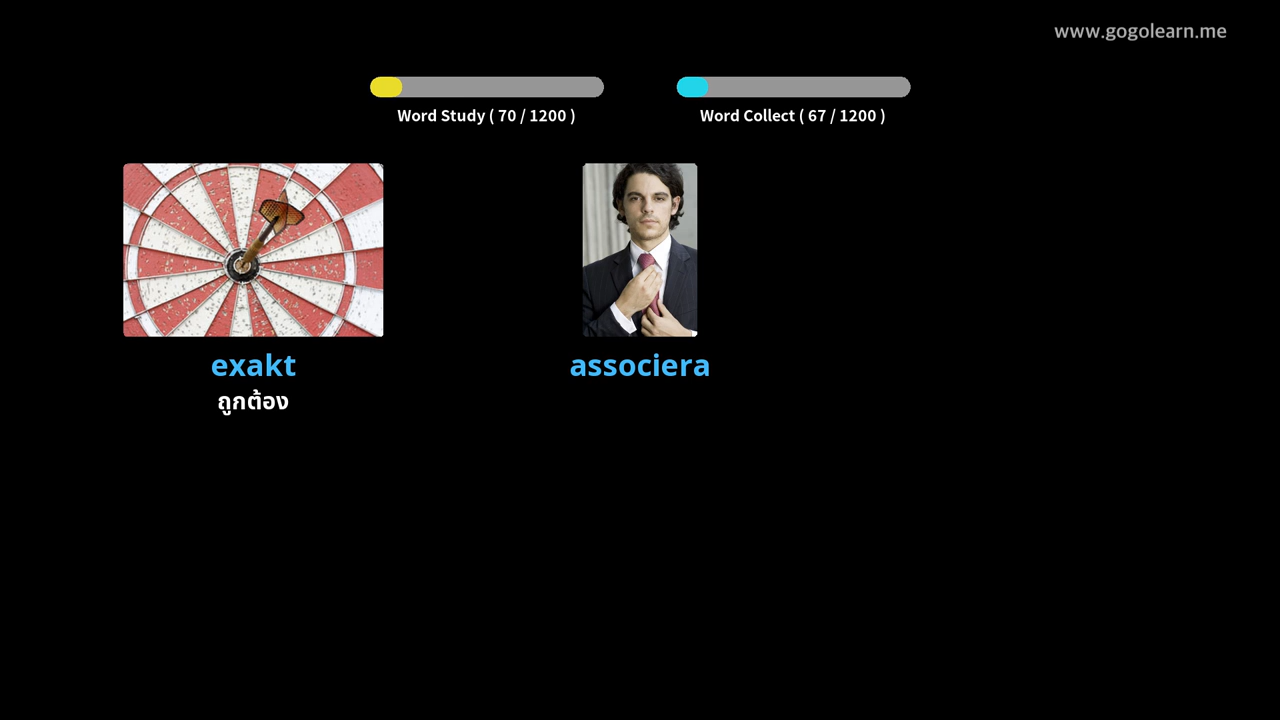 www.gogolearn.me
Word Study ( 70 / 1200 )
Word Collect ( 67 / 1200 )
exakt
ถูกต้อง
associera